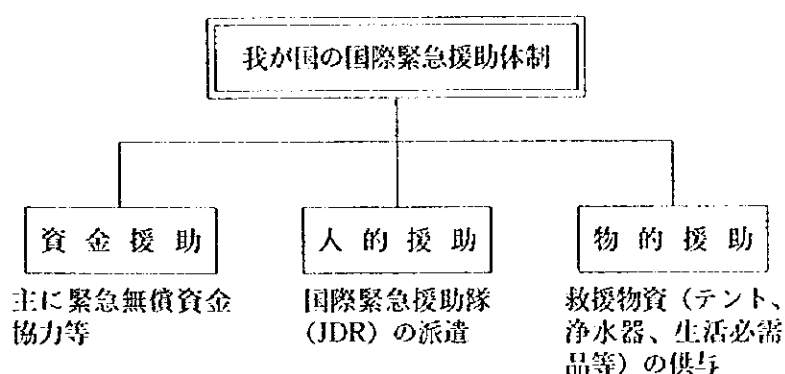 我が国の国際緊急援助体制
資金援助
主に緊急無償資金
協力等
人的援助
国際緊急援助隊
(JDR)の派遣
物的援助
救援物資(テント、
浄水器、生活必需
品等)の供与